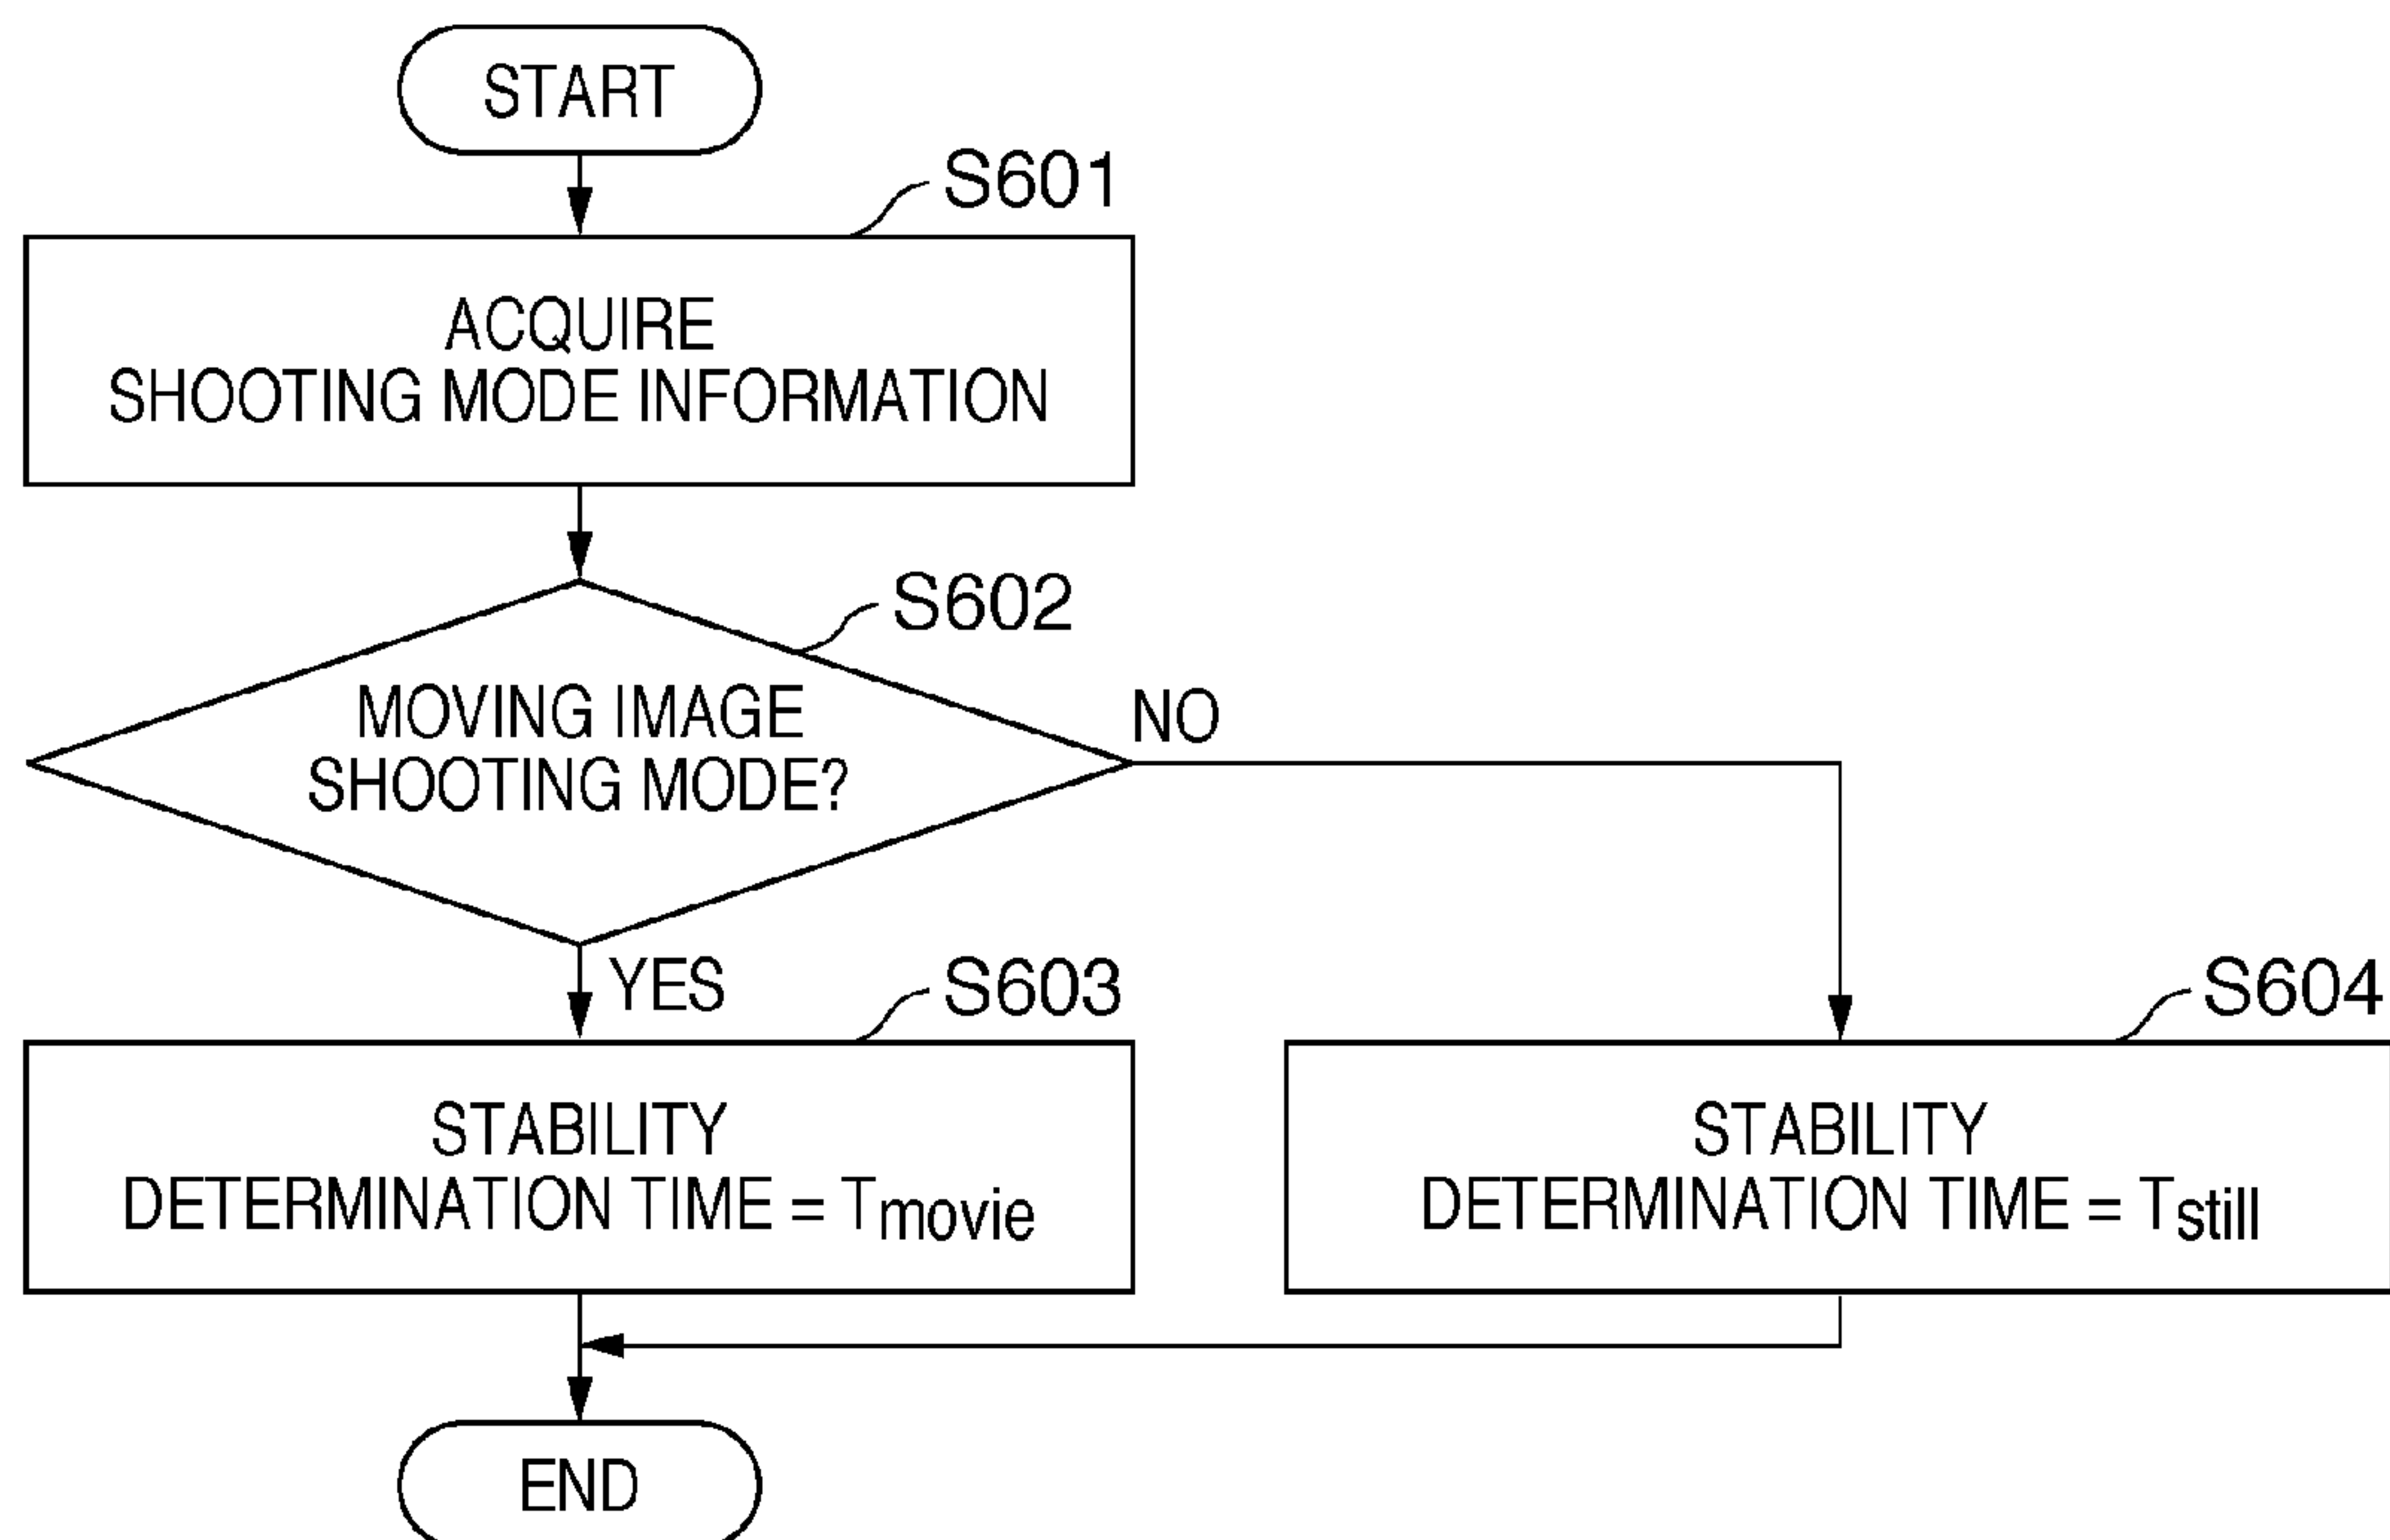 START
S601
ACQUIRE
SHOOTING MODE INFORMATION
S602
MOVING IMAGE
SHOOTING MODE?
NO
YES
S603
STABILITY
DETERMINATION TIME = Tmovie
S604
STABILITY
DETERMINATION TIME = Tstill
END